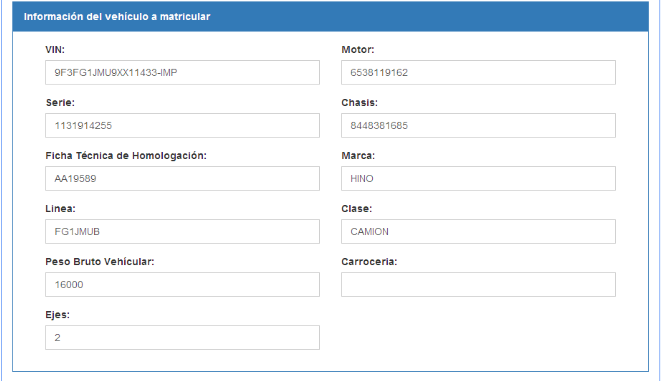 Información del vehículo a matricular
VIN: Motor:
9F3FG1JMU9XX11433-IMP 6538119162
Serie: Chasis:
1131914255 8448381685
Ficha Técnica de Homologación: Marca:
AA19589 HINO
Linea: Clase:
FG1JMUB CAMION
Peso Bruto Vehícular: Carroceria:
16000
Ejes:
2